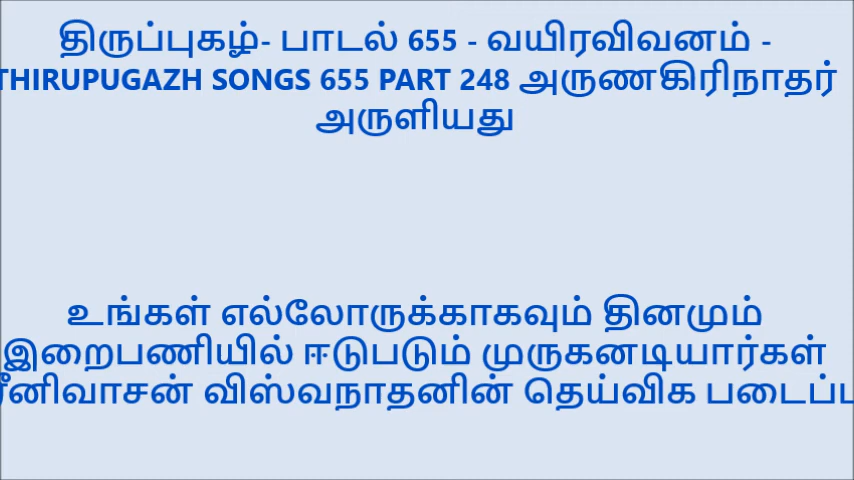 திருப்புகழ்- பாடல் 655 - வயிரவிவனம் -
THIRUPUGAZH SONGS 655 PART 248 அருணகிரிநாதர்
அருளியது
உங்கள் எல்லோருக்காகவும் தினமும்
இறைபணியில் ஈடுபடும் முருகனடியார்கள்
விஸ்வநாதனின் தெய்விக